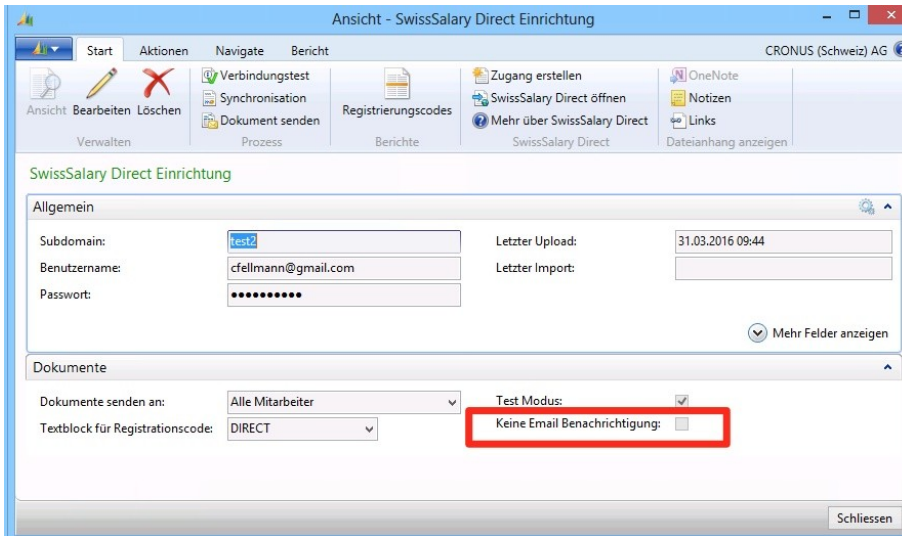 Ansicht - SwissSalary Direct Einrichtung
Start Aktionen Navigate Bericht CRONUS (Schweiz) AG
Ansicht Bearbeiten Löschen
Verwalten
Verbindungstest
Synchronisation
Dokument senden
Prozess
Registrierungscodes
Berichte
Zugang erstellen
SwissSalary Direct öffnen
Mehr über SwissSalary Direct
SwissSalary Direct
OneNote
Notizen
Links
Dateianhang anzeigen
SwissSalary Direct Einrichtung
Allgemein
Subdomain: test2 Letzter Upload: 31.03.2016 09:44
Benutzername: cfellmann@gmail.com Letzter Import:
Passwort: ••••••••••
Mehr Felder anzeigen
Dokumente
Dokumente senden an: Alle Mitarbeiter Test Modus:
Textblock für Registrationscode: DIRECT Keine Email Benachrichtigung:
Schliessen